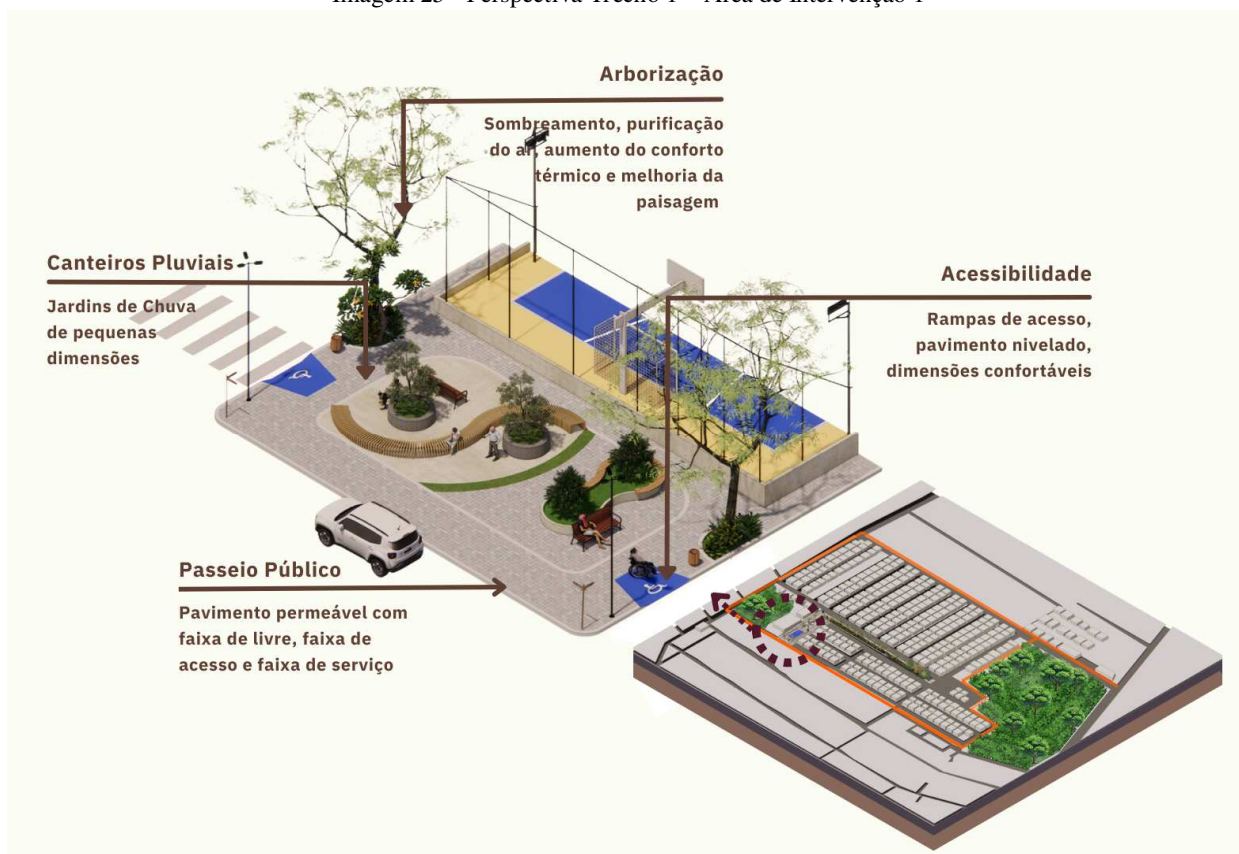 Imagem 23 - Perspectiva Trecho 1 – Área de Intervenção 1
Arborização
Sombreamento, purificação
do ar, aumento do conforto
térmico e melhoria da
paisagem
Canteiros Pluviais
Jardins de Chuva
de pequenas
dimensões
Acessibilidade
Rampas de acesso,
pavimento nivelado,
dimensões confortáveis
Passeio Público
Pavimento permeável com
faixa de livre, faixa de
acesso e faixa de serviço